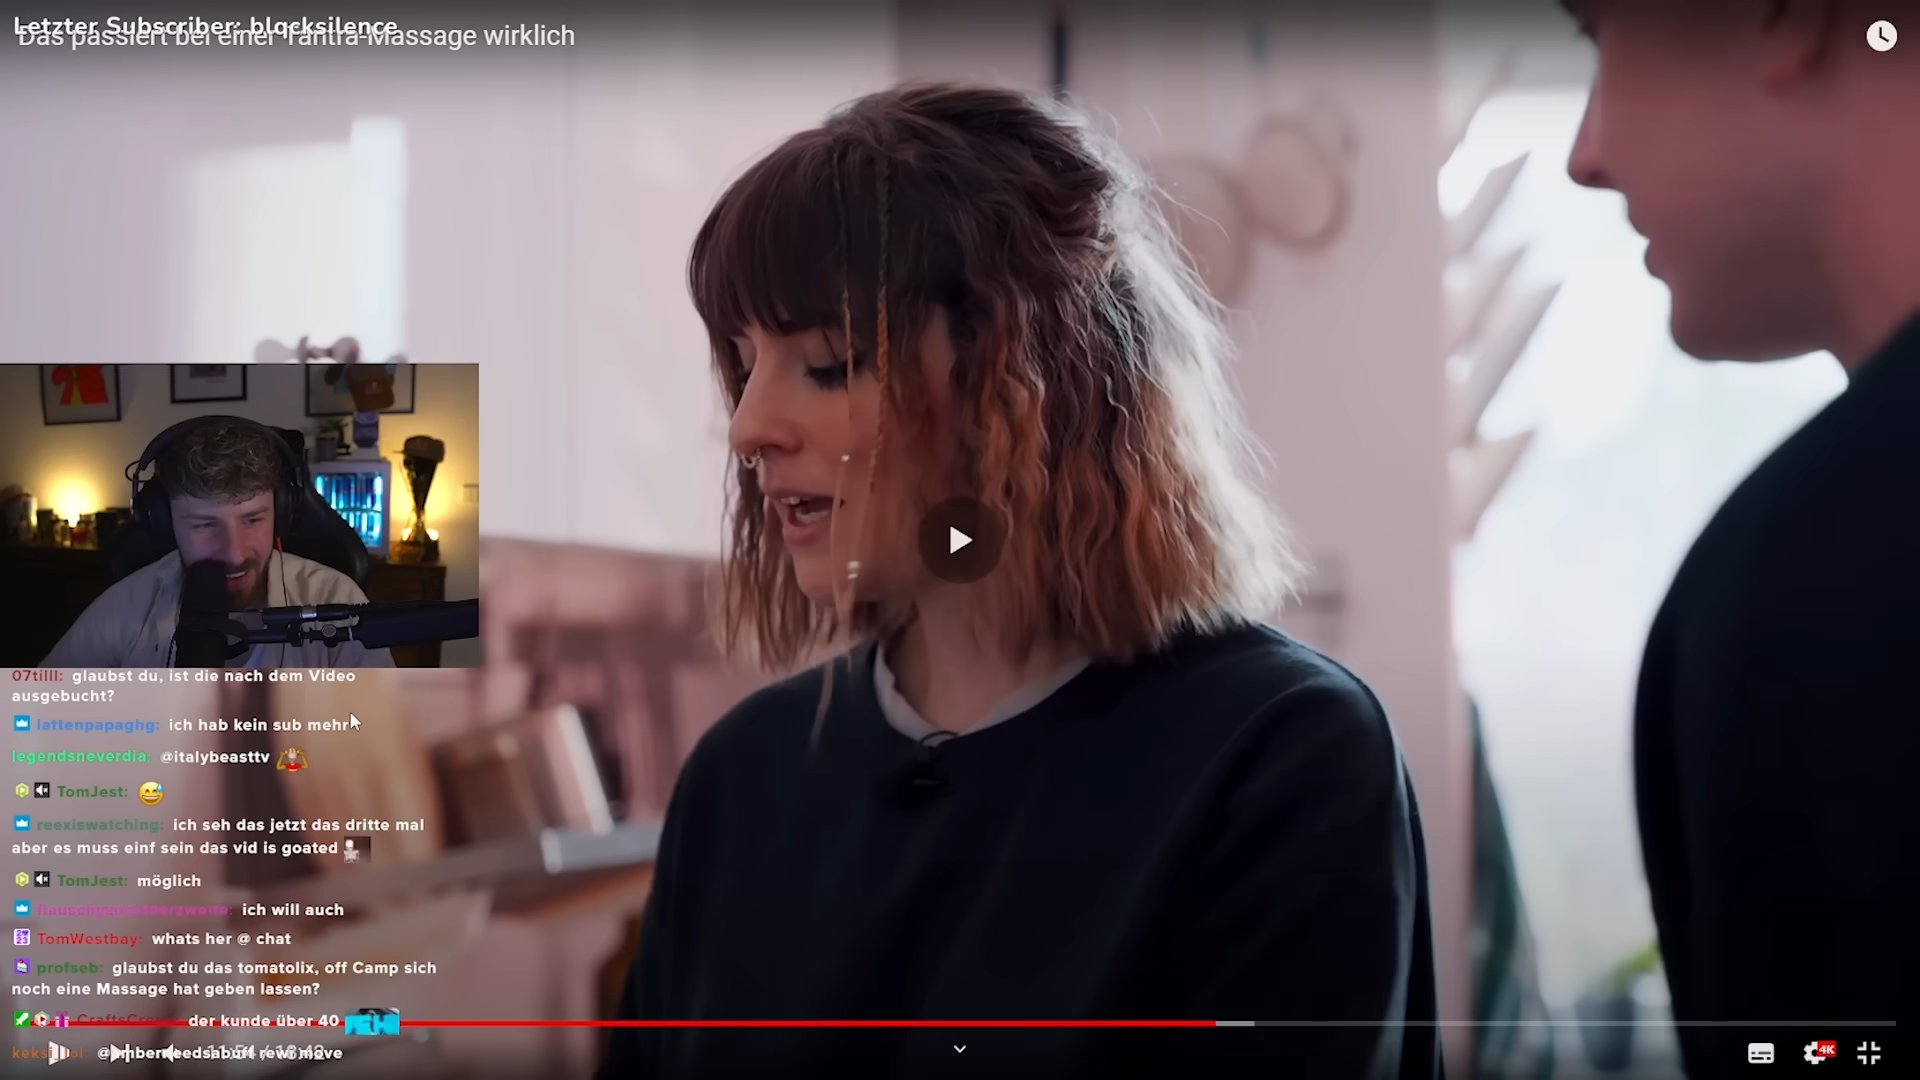 Letzter Subscriber: blocksilence
Das passiert bei einer Tantra-Massage wirklich
07tilll: glaubst du, ist die nach dem Video
ausgebucht?
lattenpapaghg: ich hab kein sub mehr
legendsneverdia: @italybeasttv
TomJest:
reexiswatching: ich seh das jetzt das dritte mal
aber es muss einf sein das vid is goated
TomJest: möglich
ich will auch
TomWestbay: whats her @ chat
profseb: glaubst du das tomatolix, off Camp sich
noch eine Massage hat geben lassen?
der kunde über 40
rewi move
4K